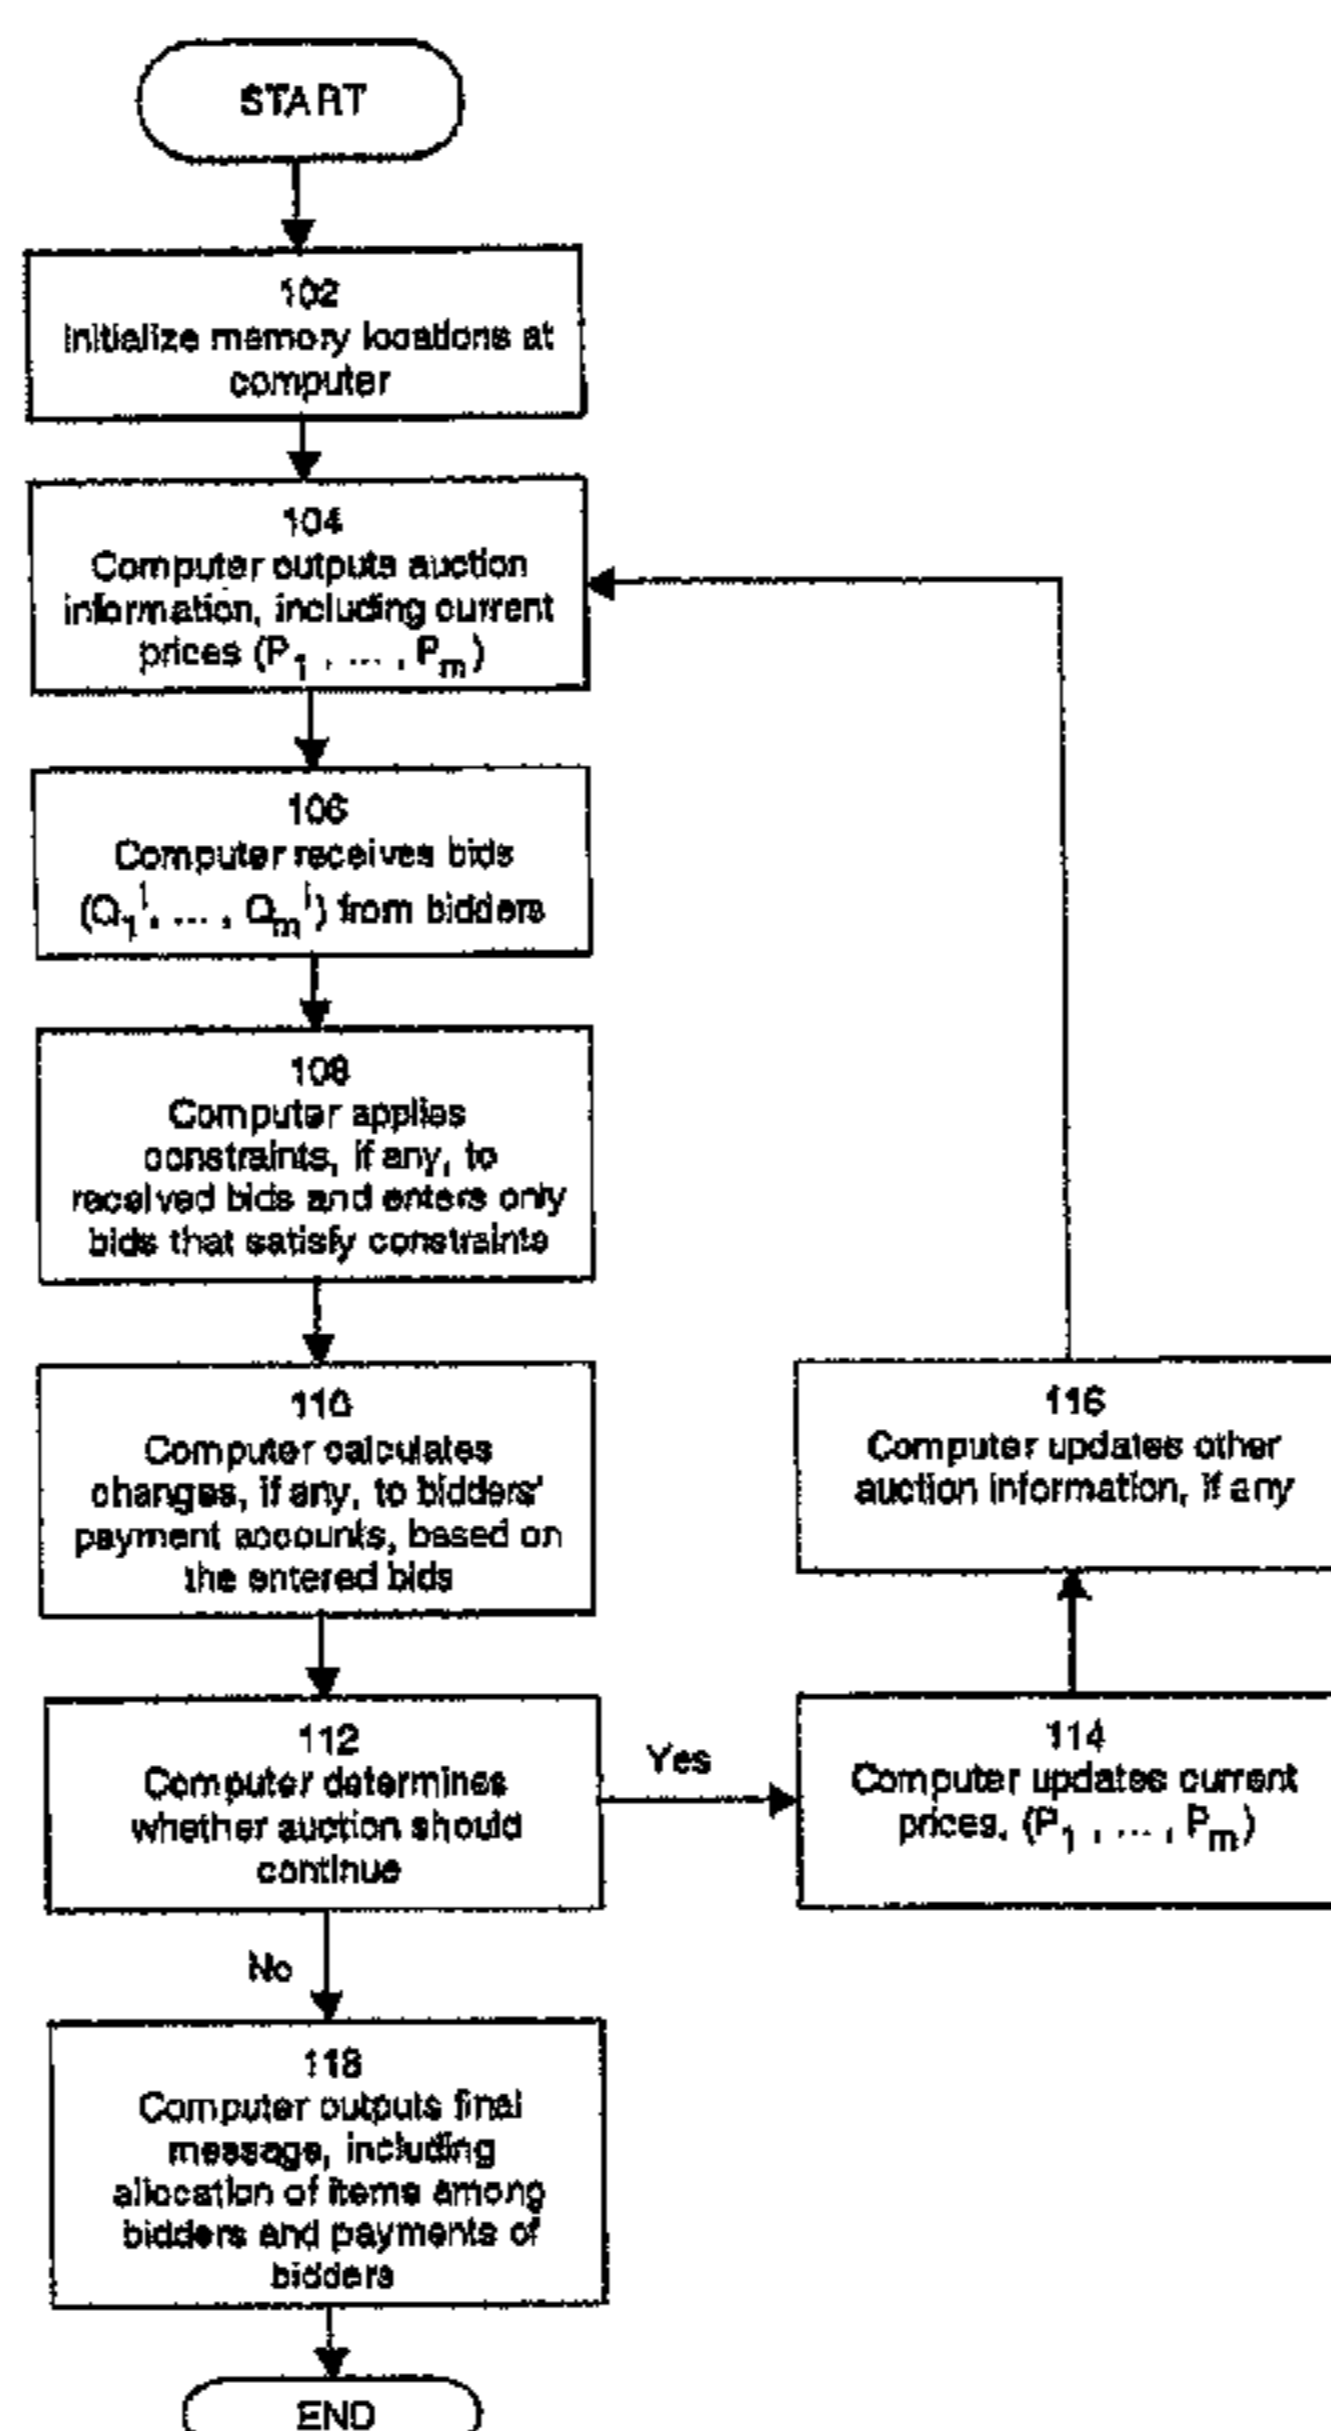 START
102
Initialize memory locations at
computer
104
Computer outputs auction
information, including current
prices (P₁ , ... , Pₘ)
106
Computer receives bids
(Q₁ⁱ, ... , Qₘⁱ) from bidders
108
Computer applies
constraints, if any, to
received bids and enters only
bids that satisfy constraints
110
Computer calculates
changes, if any, to bidders'
payment accounts, based on
the entered bids
112
Computer determines
whether auction should
continue
Yes
114
Computer updates current
prices, (P₁ , ... , Pₘ)
116
Computer updates other
auction information, if any
No
118
Computer outputs final
message, including
allocation of items among
bidders and payments of
bidders
END